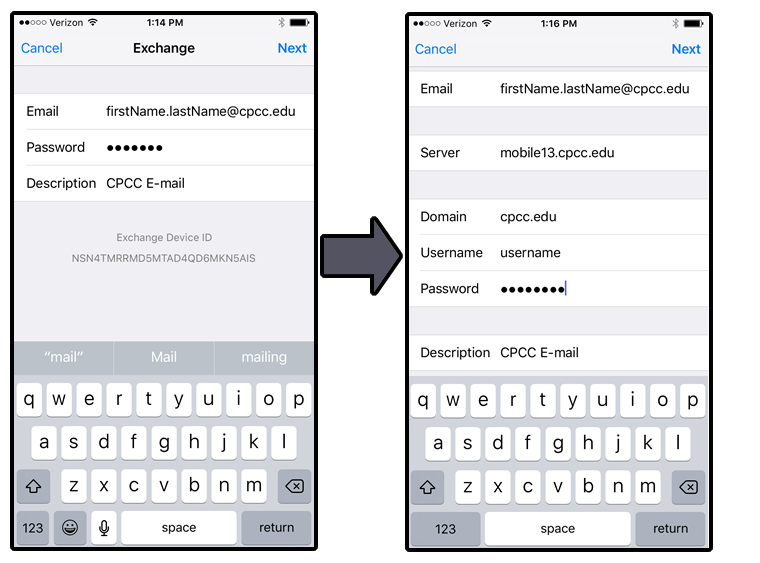 Verizon 1:14 PM
Cancel Exchange Next
Email firstName.lastName@cpcc.edu
Password ●●●●●●●
Description CPCC E-mail
Exchange Device ID
NSN4TMRRMD5MTAD4QD6MKN5AIS
“mail” Mail mailing
q w e r t y u i o p
a s d f g h j k l
z x c v b n m
123 space return
Verizon 1:16 PM
Cancel Next
Email firstName.lastName@cpcc.edu
Server mobile13.cpcc.edu
Domain cpcc.edu
Username username
Password ●●●●●●●●
Description CPCC E-mail
q w e r t y u i o p
a s d f g h j k l
z x c v b n m
123 space return